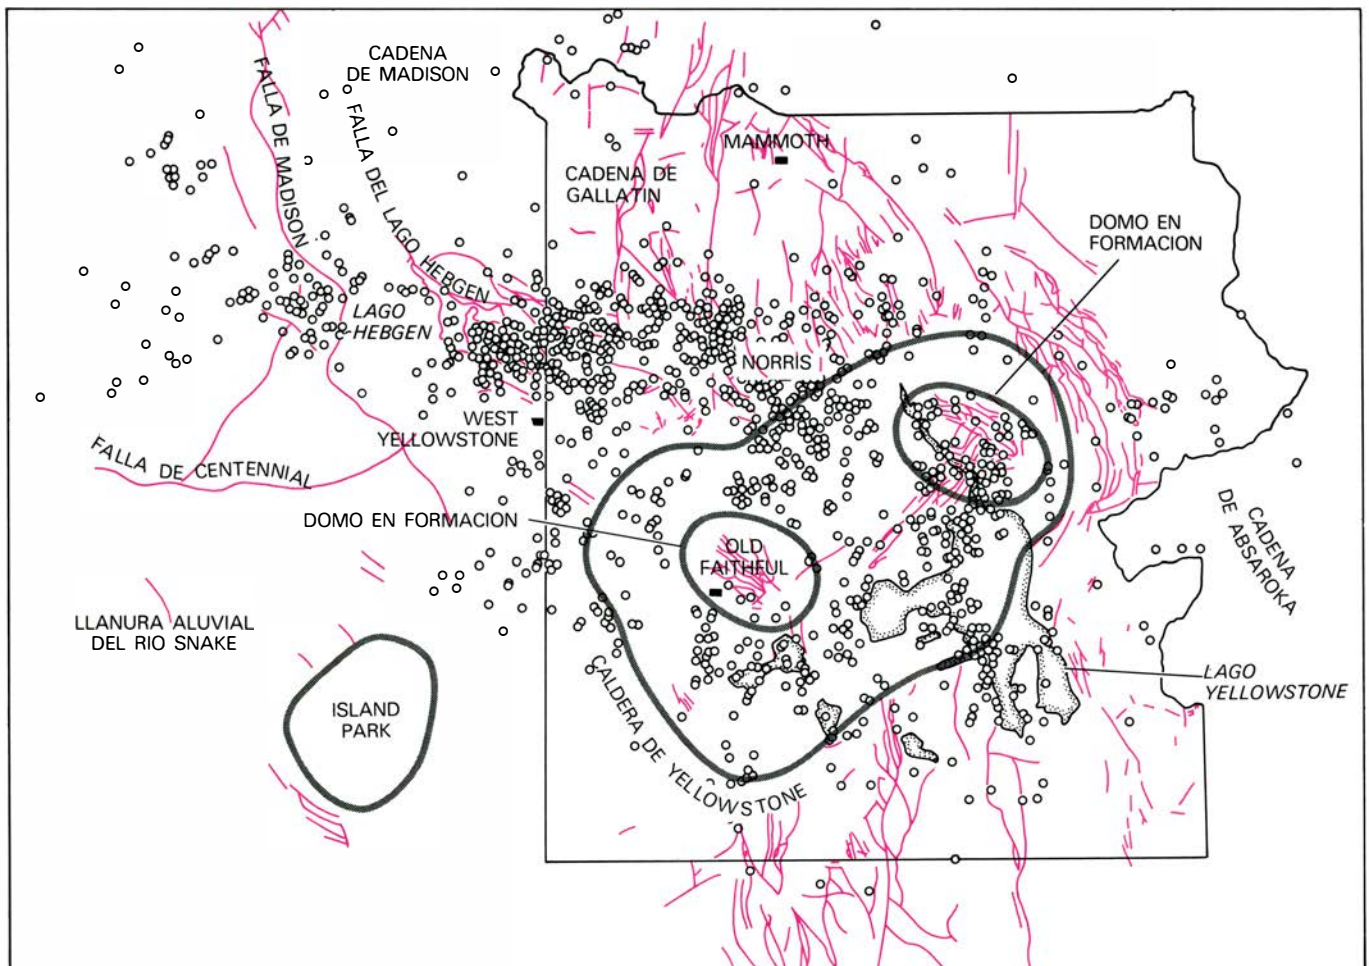 CADENA
DE MADISON
FALLA DE MADISON
FALLA DEL LAGO HEBGEN
MAMMOTH
CADENA DE
GALLATIN
DOMO EN
FORMACION
LAGO
HEBGEN
NORRIS
WEST
YELLOWSTONE
FALLA DE CENTENNIAL
DOMO EN FORMACION
OLD
FAITHFUL
CADENA
DE ABSAROKA
LLANURA ALUVIAL
DEL RIO SNAKE
ISLAND
PARK
CALDERA DE YELLOWSTONE
LAGO
YELLOWSTONE